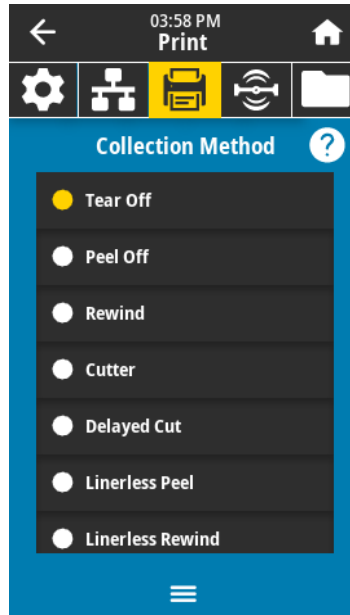 03:58 PM
Print
Collection Method ?
Tear Off
Peel Off
Rewind
Cutter
Delayed Cut
Linerless Peel
Linerless Rewind